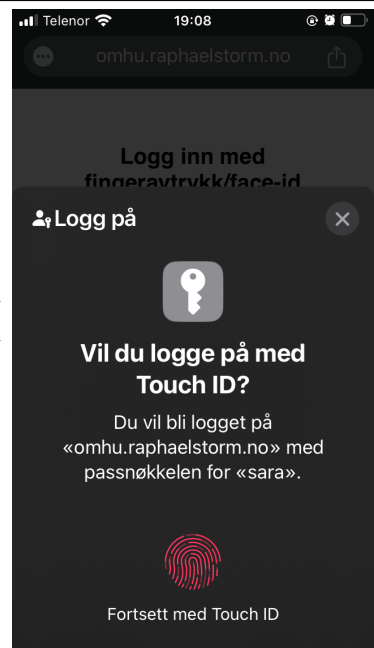 Telenor 19:08
omhu.raphaelstorm.no
Logg inn med
fingeravtrykk/face-id
Logg på
Vil du logge på med
Touch ID?
Du vil bli logget på
«omhu.raphaelstorm.no» med
passnøkkelen for «sara».
Fortsett med Touch ID